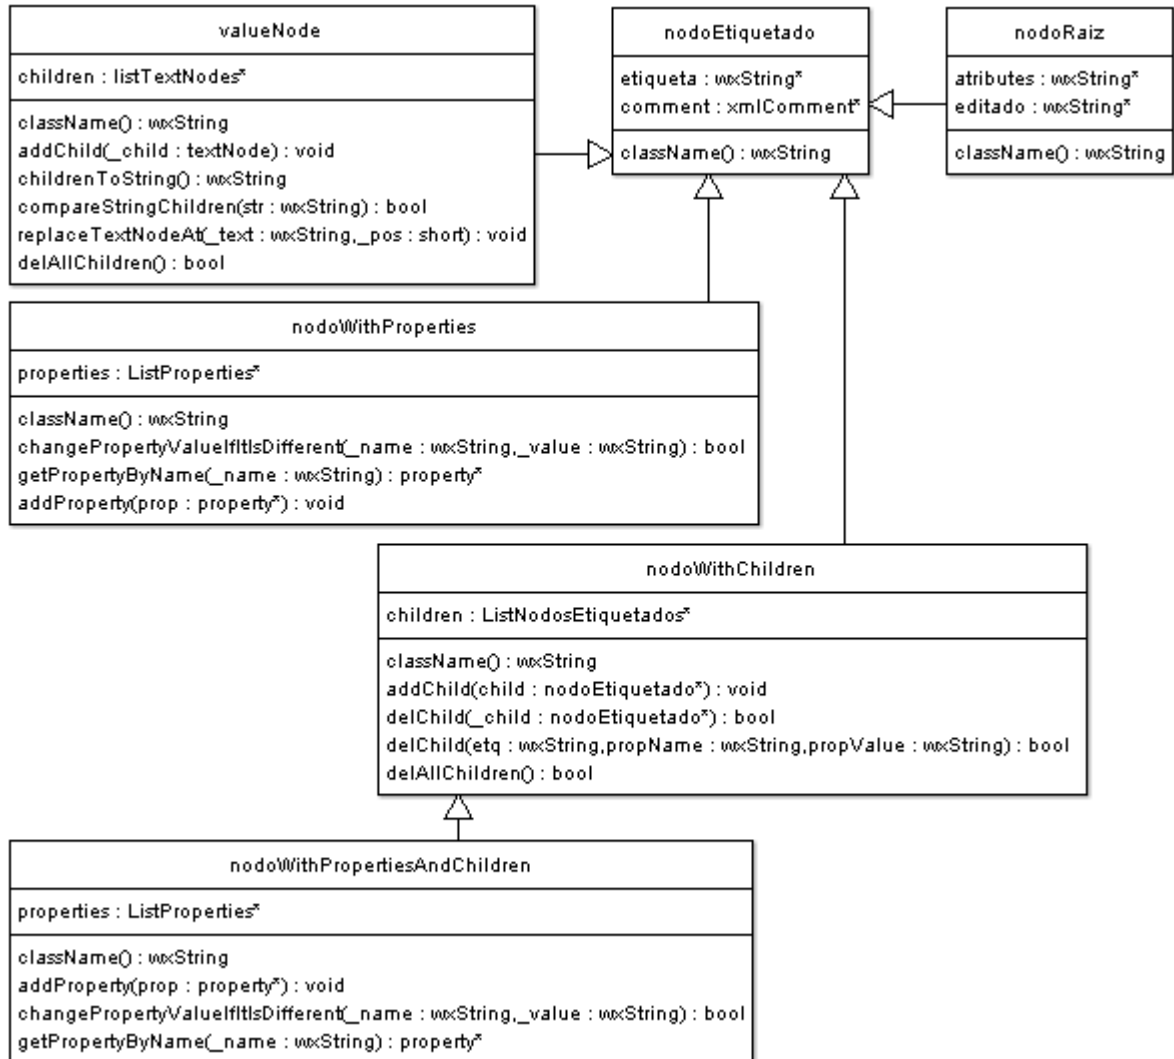 valueNode
children : listTextNodes*
className() : wxString
addChild(_child : textNode) : void
childrenToString() : wxString
compareStringChildren(str : wxString) : bool
replaceTextNodeAt(_text : wxString,_pos : short) : void
delAllChildren() : bool
nodoEtiquetado
etiqueta : wxString*
comment : xmlComment*
className() : wxString
nodoRaiz
atributes : wxString*
editado : wxString*
className() : wxString
nodoWithProperties
properties : ListProperties*
className() : wxString
changePropertyValueIfItIsDifferent(_name : wxString,_value : wxString) : bool
getPropertyByName(_name : wxString) : property*
addProperty(prop : property*) : void
nodoWithChildren
children : ListNodosEtiquetados*
className() : wxString
addChild(child : nodoEtiquetado*) : void
delChild(_child : nodoEtiquetado*) : bool
delChild(etq : wxString,propName : wxString,propValue : wxString) : bool
delAllChildren() : bool
nodoWithPropertiesAndChildren
properties : ListProperties*
className() : wxString
addProperty(prop : property*) : void
changePropertyValueIfItIsDifferent(_name : wxString,_value : wxString) : bool
getPropertyByName(_name : wxString) : property*